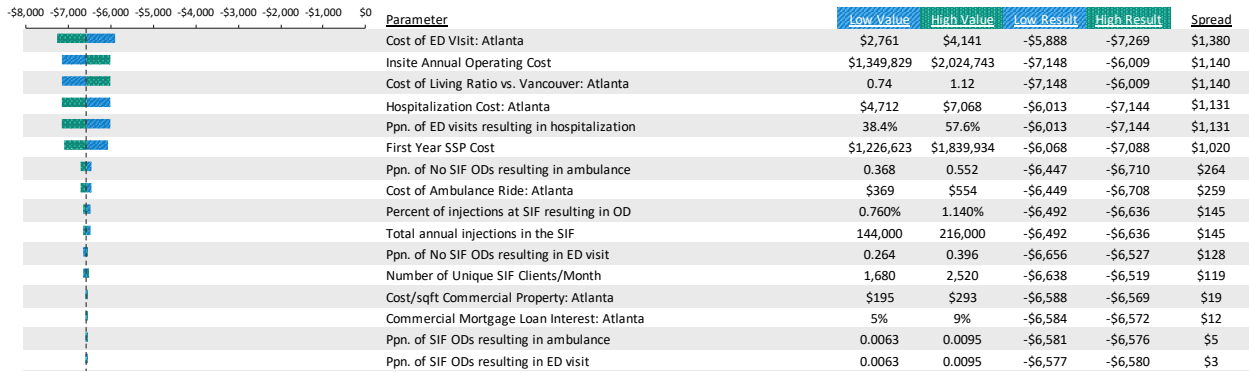 -$8,000 -$7,000 -$6,000 -$5,000 -$4,000 -$3,000 -$2,000 -$1,000 $0
Parameter Low Value High Value Low Result High Result Spread
Cost of ED VIsit: Atlanta $2,761 $4,141 -$5,888 -$7,269 $1,380
Insite Annual Operating Cost $1,349,829 $2,024,743 -$7,148 -$6,009 $1,140
Cost of Living Ratio vs. Vancouver: Atlanta 0.74 1.12 -$7,148 -$6,009 $1,140
Hospitalization Cost: Atlanta $4,712 $7,068 -$6,013 -$7,144 $1,131
Ppn. of ED visits resulting in hospitalization 38.4% 57.6% -$6,013 -$7,144 $1,131
First Year SSP Cost $1,226,623 $1,839,934 -$6,068 -$7,088 $1,020
Ppn. of No SIF ODs resulting in ambulance 0.368 0.552 -$6,447 -$6,710 $264
Cost of Ambulance Ride: Atlanta $369 $554 -$6,449 -$6,708 $259
Percent of injections at SIF resulting in OD 0.760% 1.140% -$6,492 -$6,636 $145
Total annual injections in the SIF 144,000 216,000 -$6,492 -$6,636 $145
Ppn. of No SIF ODs resulting in ED visit 0.264 0.396 -$6,656 -$6,527 $128
Number of Unique SIF Clients/Month 1,680 2,520 -$6,638 -$6,519 $119
Cost/sqft Commercial Property: Atlanta $195 $293 -$6,588 -$6,569 $19
Commercial Mortgage Loan Interest: Atlanta 5% 9% -$6,584 -$6,572 $12
Ppn. of SIF ODs resulting in ambulance 0.0063 0.0095 -$6,581 -$6,576 $5
Ppn. of SIF ODs resulting in ED visit 0.0063 0.0095 -$6,577 -$6,580 $3